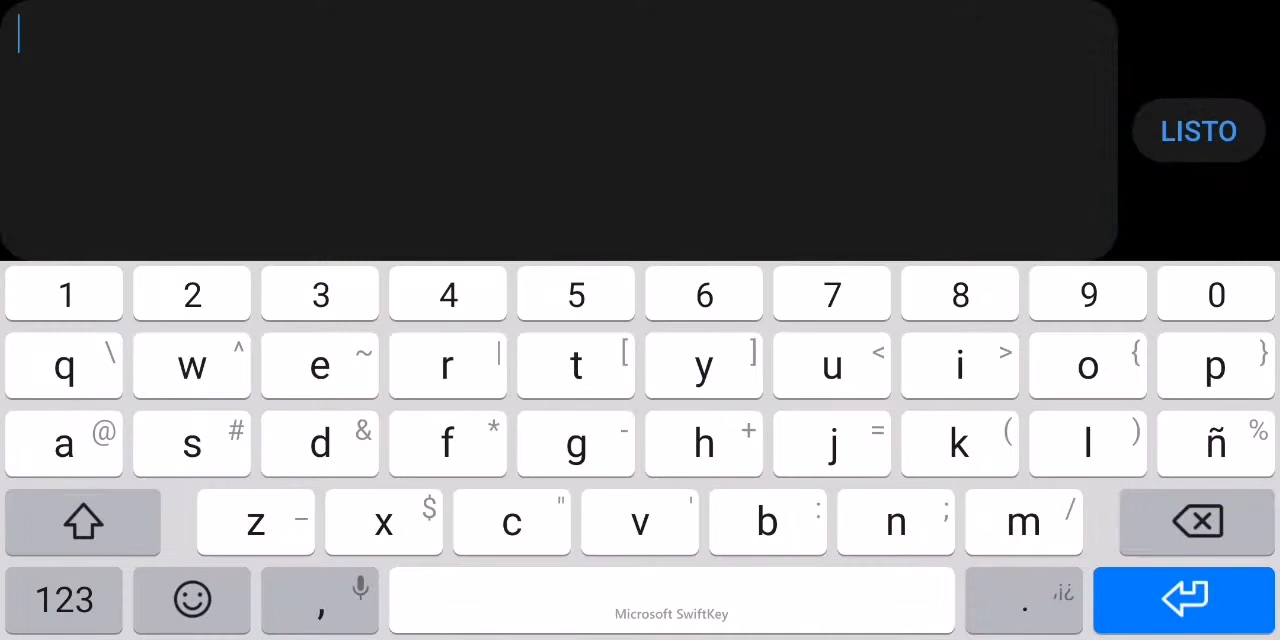 LISTO
1 2 3 4 5 6 7 8 9 0
q \ w ^ e ~ r | t [ y ] u < i > o { p }
a @ s # d & f * g - h + j = k ( l ) ñ %
z _ x $ c " v ' b : n ; m /
123 , Microsoft SwiftKey . ,¡¿